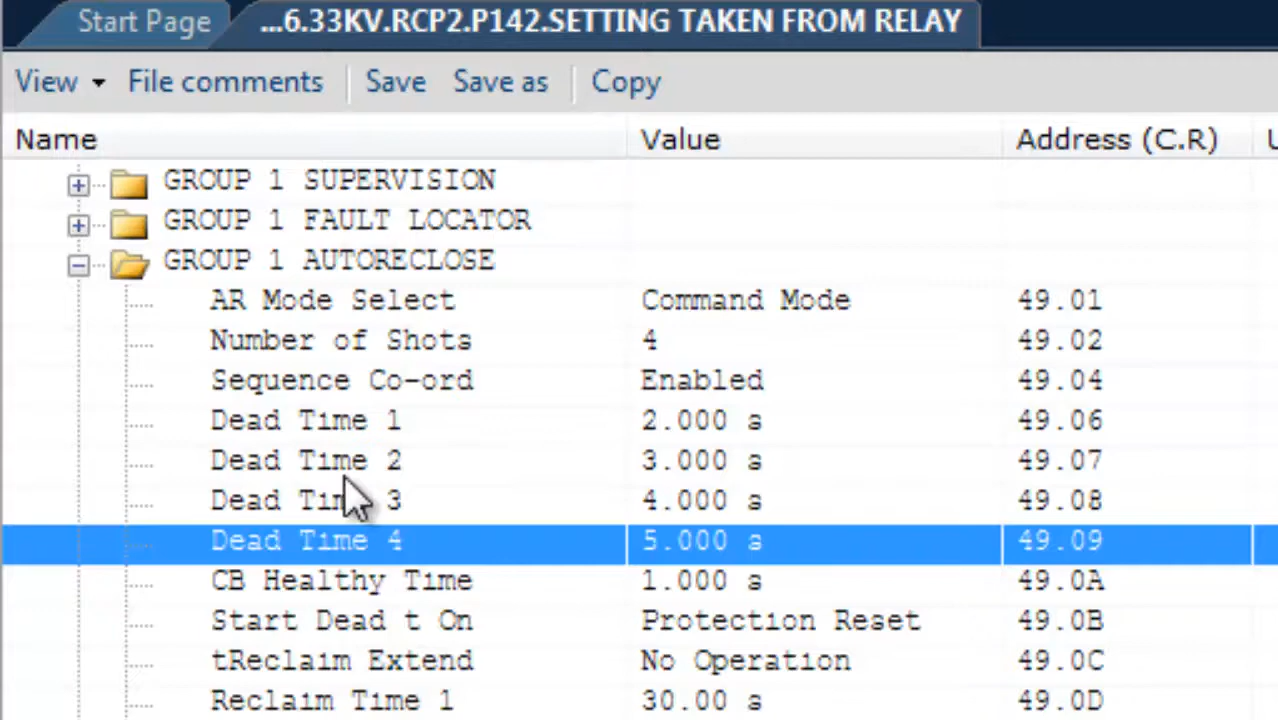 Start Page ...6.33KV.RCP2.P142.SETTING TAKEN FROM RELAY
View File comments Save Save as Copy
Name Value Address (C.R)
GROUP 1 SUPERVISION
GROUP 1 FAULT LOCATOR
GROUP 1 AUTORECLOSE
AR Mode Select Command Mode 49.01
Number of Shots 4 49.02
Sequence Co-ord Enabled 49.04
Dead Time 1 2.000 s 49.06
Dead Time 2 3.000 s 49.07
Dead Time 3 4.000 s 49.08
Dead Time 4 5.000 s 49.09
CB Healthy Time 1.000 s 49.0A
Start Dead t On Protection Reset 49.0B
tReclaim Extend No Operation 49.0C
Reclaim Time 1 30.00 s 49.0D